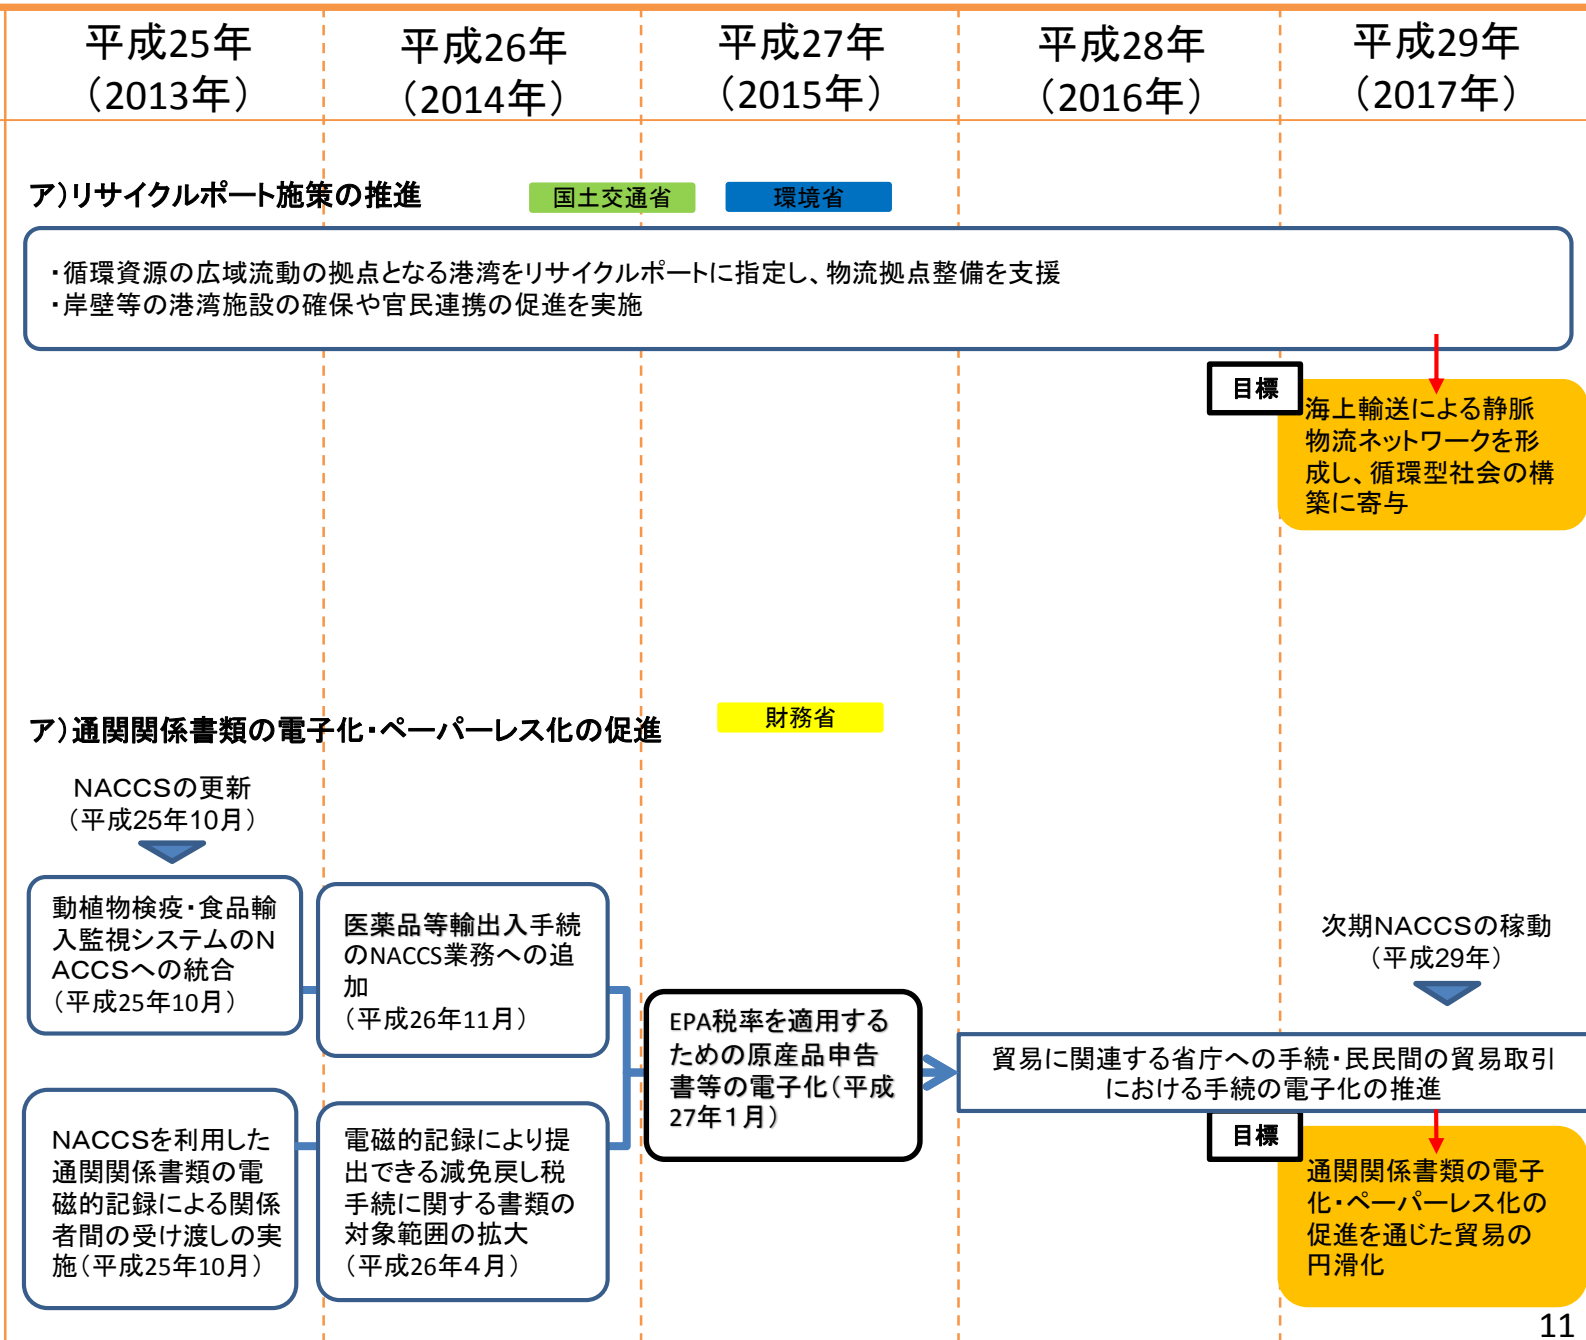 平成25年
（2013年）
平成26年
（2014年）
平成27年
（2015年）
平成28年
（2016年）
平成29年
（2017年）
ア）リサイクルポート施策の推進
国土交通省
環境省
・循環資源の広域流動の拠点となる港湾をリサイクルポートに指定し、物流拠点整備を支援
・岸壁等の港湾施設の確保や官民連携の促進を実施
目標
海上輸送による静脈
物流ネットワークを形
成し、循環型社会の構
築に寄与
ア）通関関係書類の電子化・ペーパーレス化の促進
財務省
NACCSの更新
（平成25年10月）
動植物検疫・食品輸
入監視システムのN
ACCSへの統合
（平成25年10月）
医薬品等輸出入手続
のNACCS業務への追
加
（平成26年11月）
次期NACCSの稼動
（平成29年）
EPA税率を適用する
ための原産品申告
書等の電子化（平成
27年１月）
貿易に関連する省庁への手続・民民間の貿易取引
における手続の電子化の推進
NACCSを利用した
通関関係書類の電
磁的記録による関係
者間の受け渡しの実
施（平成25年10月）
電磁的記録により提
出できる減免戻し税
手続に関する書類の
対象範囲の拡大
（平成26年４月）
目標
通関関係書類の電子
化・ペーパーレス化の
促進を通じた貿易の
円滑化
11